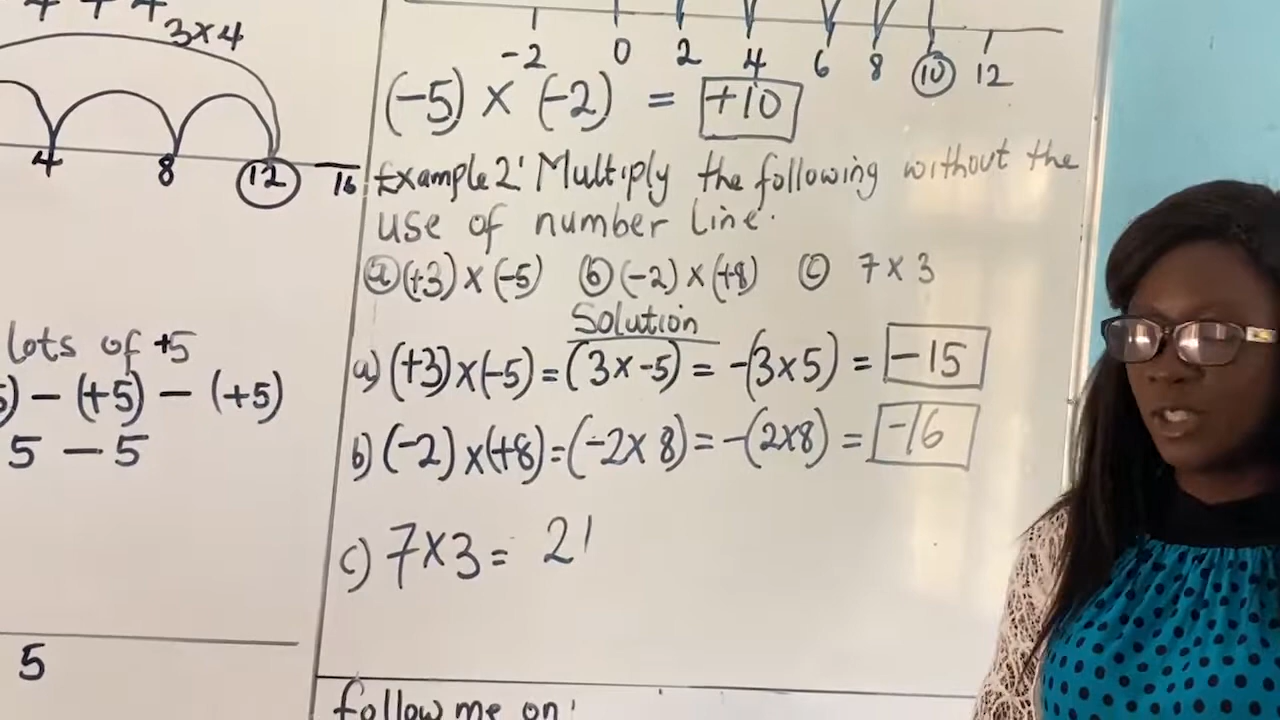 3×4
4 8 12 16
lots of +5
) – (+5) – (+5)
5 – 5
5
-2 0 2 4 6 8 10 12
(-5) × (-2) = +10
Example 2: Multiply the following without the
use of number line.
a) (+3) × (-5) b) (-2) × (+8) c) 7 × 3
Solution
a) (+3) × (-5) = (3 × -5) = -(3 × 5) = -15
b) (-2) × (+8) = (-2 × 8) = -(2×8) = -16
c) 7×3 = 21
follow me on: